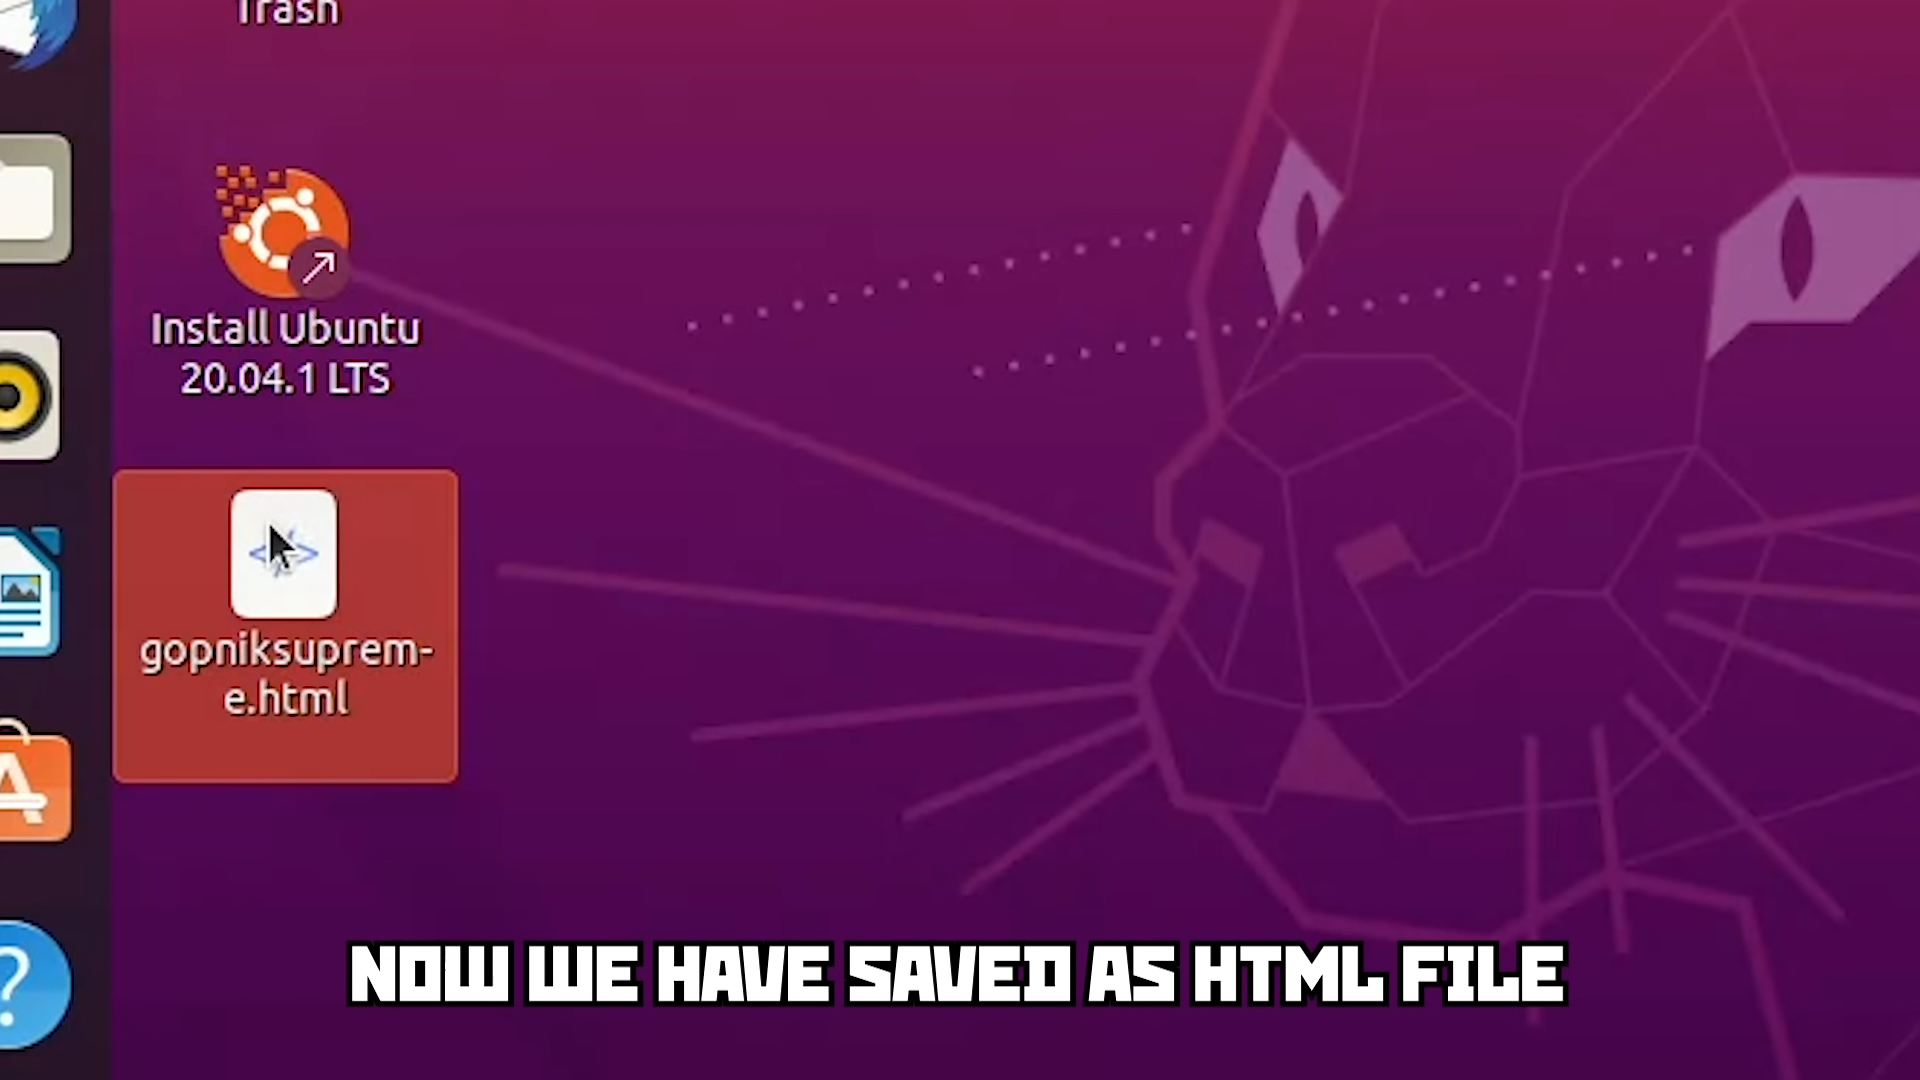 Trash
Install Ubuntu
20.04.1 LTS
gopniksuprem-
e.html
NOW WE HAVE SAVED AS HTML FILE